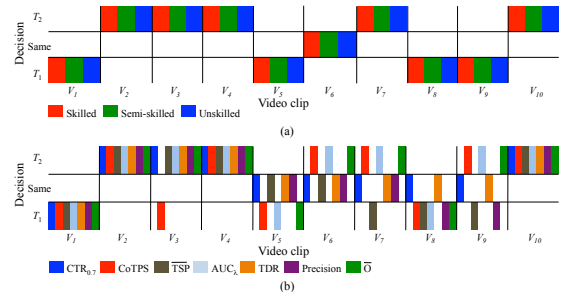 T2
Same
T1
Decision
V1 V2 V3 V4 V5 V6 V7 V8 V9 V10
Video clip
Skilled Semi-skilled Unskilled
(a)
T2
Same
T1
Decision
V1 V2 V3 V4 V5 V6 V7 V8 V9 V10
Video clip
CTR0.7 CoTPS T̅S̅P̅ AUCλ TDR Precision O̅
(b)